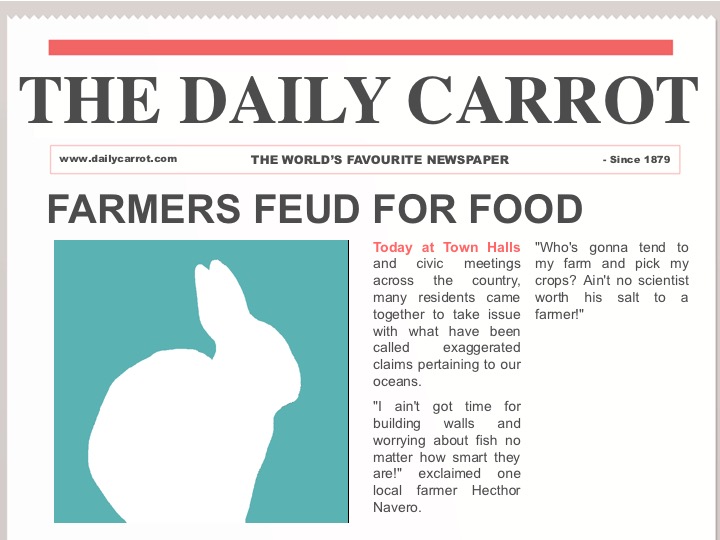 THE DAILY CARROT
www.dailycarrot.com
THE WORLD'S FAVOURITE NEWSPAPER
- Since 1879
FARMERS FEUD FOR FOOD
Today at Town Halls
and civic meetings
across the country,
many residents came
together to take issue
with what have been
called exaggerated
claims pertaining to our
oceans.
"I ain't got time for
building walls and
worrying about fish no
matter how smart they
are!" exclaimed one
local farmer Hecthor
Navero.
"Who's gonna tend to
my farm and pick my
crops? Ain't no scientist
worth his salt to a
farmer!"